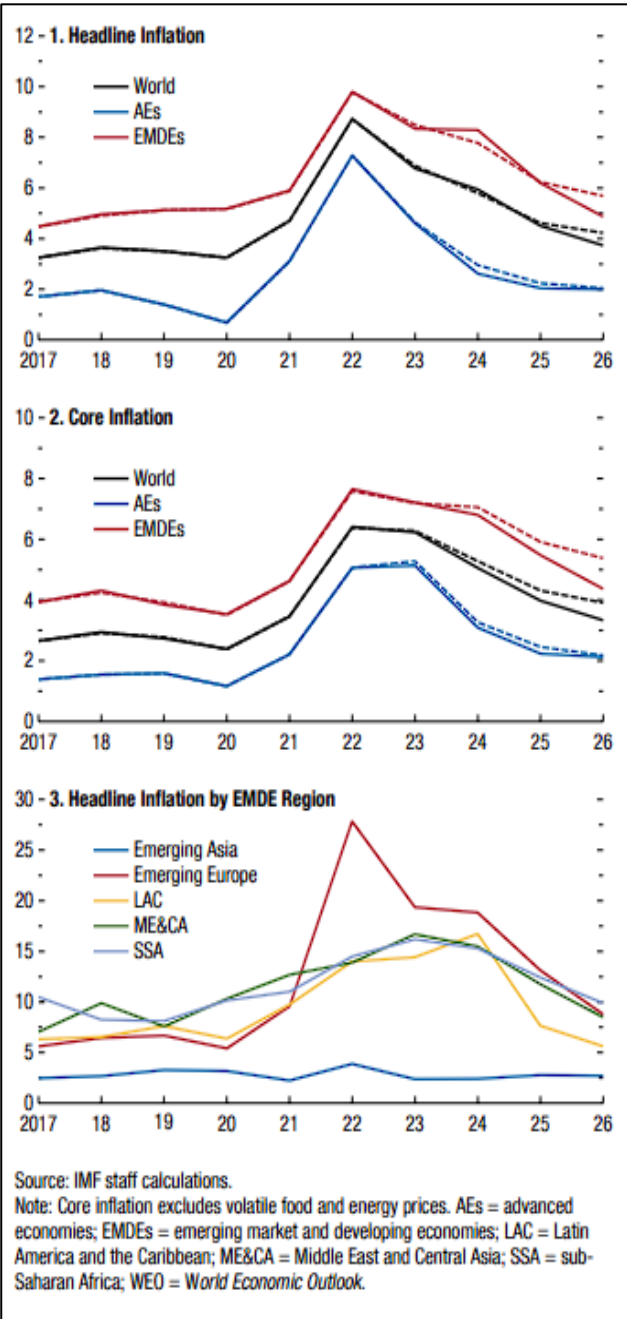 12 - 1. Headline Inflation
World
10 -
AEs
8 -
EMDEs
6 -
4 -
2 -
0
2017 18 19 20 21 22 23 24 25 26
10 - 2. Core Inflation
8 -
World
AEs
6 -
EMDEs
4 -
2 -
0
2017 18 19 20 21 22 23 24 25 26
30 - 3. Headline Inflation by EMDE Region
25 -
Emerging Asia
Emerging Europe
20 -
LAC
ME&CA
15 -
SSA
10 -
5 -
0
2017 18 19 20 21 22 23 24 25 26
Source: IMF staff calculations.
Note: Core inflation excludes volatile food and energy prices. AEs = advanced
economies; EMDEs = emerging market and developing economies; LAC = Latin
America and the Caribbean; ME&CA = Middle East and Central Asia; SSA = sub-
Saharan Africa; WEO = World Economic Outlook.